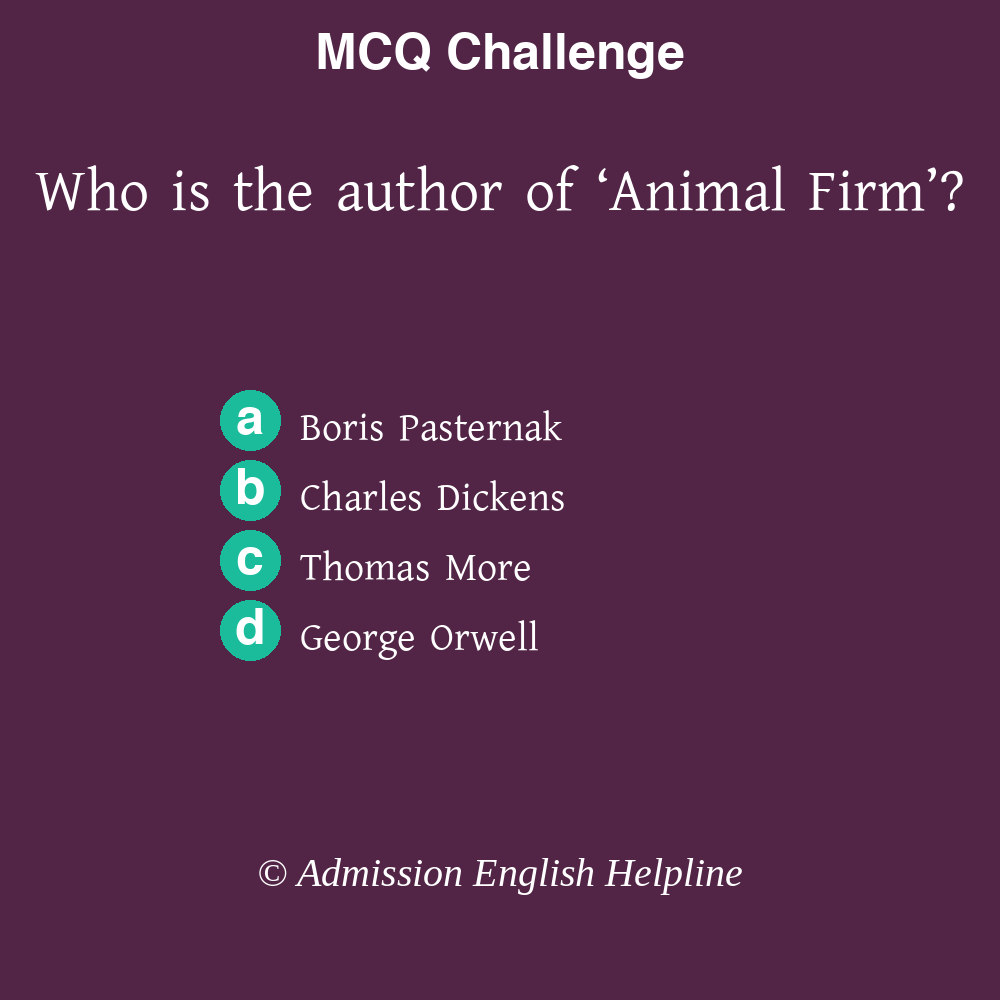 MCQ Challenge
Who is the author of ‘Animal Firm’?
a Boris Pasternak
b Charles Dickens
c Thomas More
d George Orwell
© Admission English Helpline